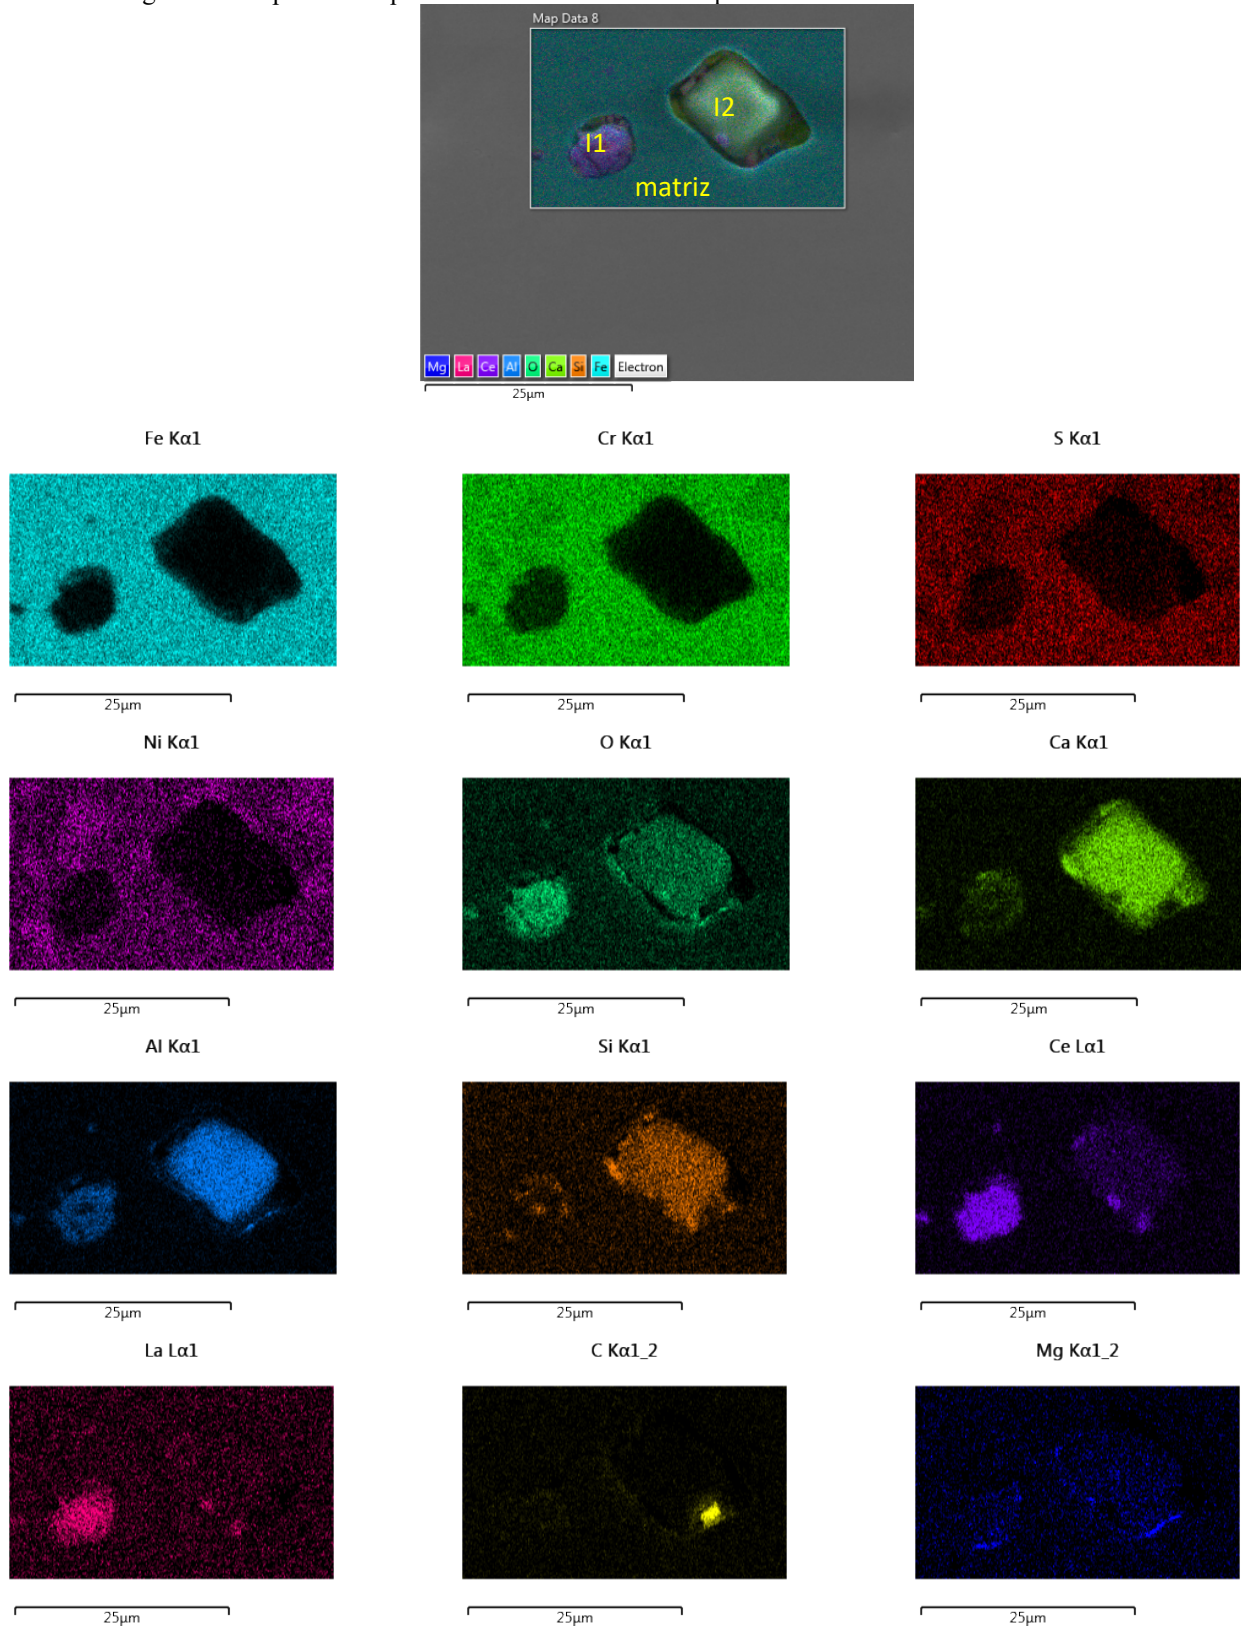 Map Data 8
I2
I1
matriz
Mg La Ce Al O Ca Si Fe Electron
25µm
Fe Kα1 Cr Kα1 S Kα1
25µm 25µm 25µm
Ni Kα1 O Kα1 Ca Kα1
25µm 25µm 25µm
Al Kα1 Si Kα1 Ce Lα1
25µm 25µm 25µm
La Lα1 C Kα1_2 Mg Kα1_2
25µm 25µm 25µm